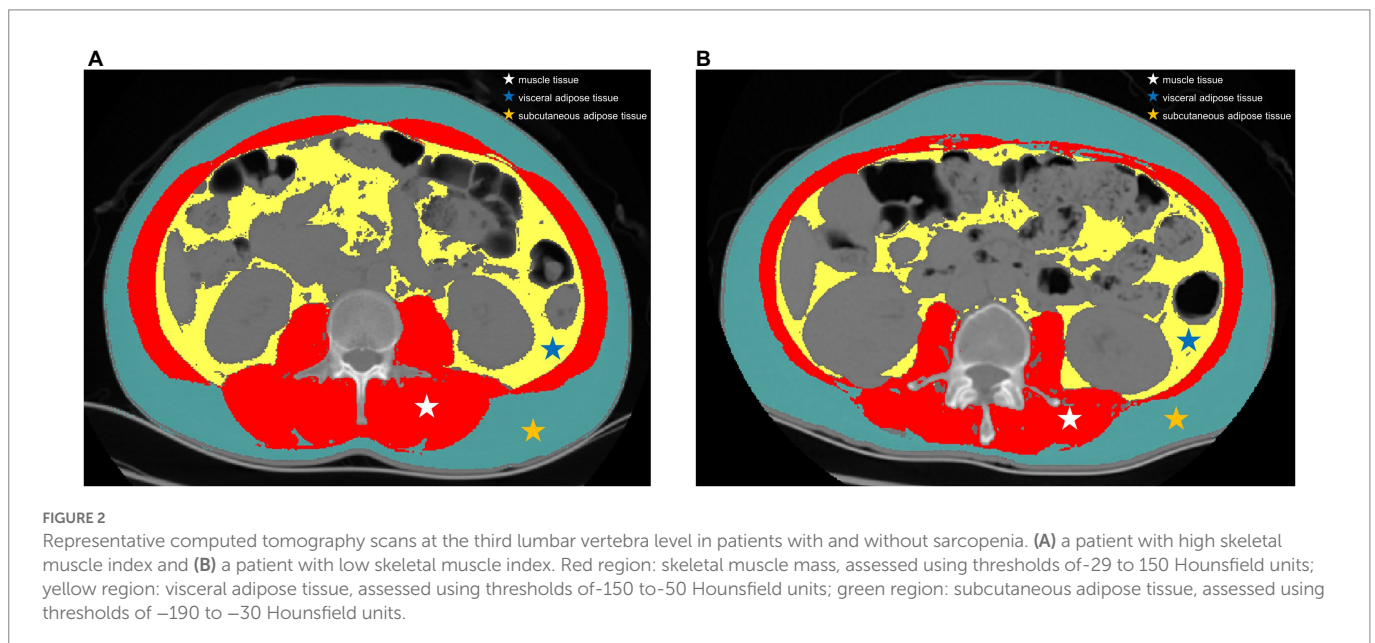 A
★ muscle tissue
★ visceral adipose tissue
★ subcutaneous adipose tissue
B
★ muscle tissue
★ visceral adipose tissue
★ subcutaneous adipose tissue
FIGURE 2
Representative computed tomography scans at the third lumbar vertebra level in patients with and without sarcopenia. (A) a patient with high skeletal
muscle index and (B) a patient with low skeletal muscle index. Red region: skeletal muscle mass, assessed using thresholds of-29 to 150 Hounsfield units;
yellow region: visceral adipose tissue, assessed using thresholds of-150 to-50 Hounsfield units; green region: subcutaneous adipose tissue, assessed using
thresholds of −190 to −30 Hounsfield units.